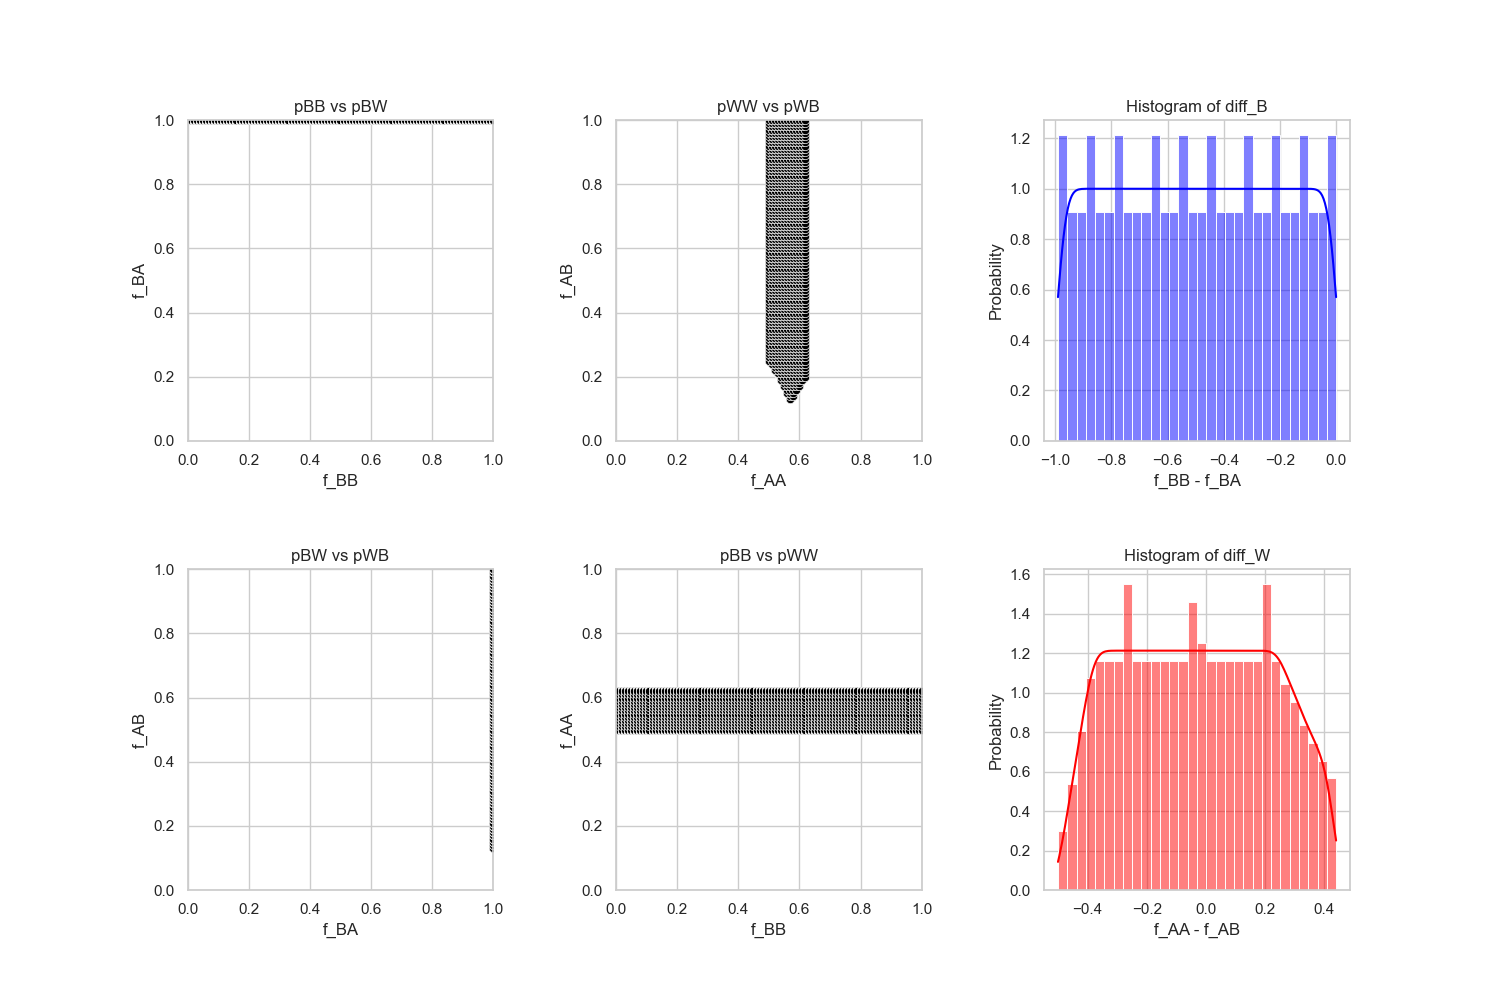 pBB vs pBW
1.0
0.8
0.6
0.4
0.2
0.0
f_BA
0.0 0.2 0.4 0.6 0.8 1.0
f_BB
pWW vs pWB
1.0
0.8
0.6
0.4
0.2
0.0
f_AB
0.0 0.2 0.4 0.6 0.8 1.0
f_AA
Histogram of diff_B
1.2
1.0
0.8
0.6
0.4
0.2
0.0
Probability
−1.0 −0.8 −0.6 −0.4 −0.2 0.0
f_BB - f_BA
pBW vs pWB
1.0
0.8
0.6
0.4
0.2
0.0
f_AB
0.0 0.2 0.4 0.6 0.8 1.0
f_BA
pBB vs pWW
1.0
0.8
0.6
0.4
0.2
0.0
f_AA
0.0 0.2 0.4 0.6 0.8 1.0
f_BB
Histogram of diff_W
1.6
1.4
1.2
1.0
0.8
0.6
0.4
0.2
0.0
Probability
−0.4 −0.2 0.0 0.2 0.4
f_AA - f_AB